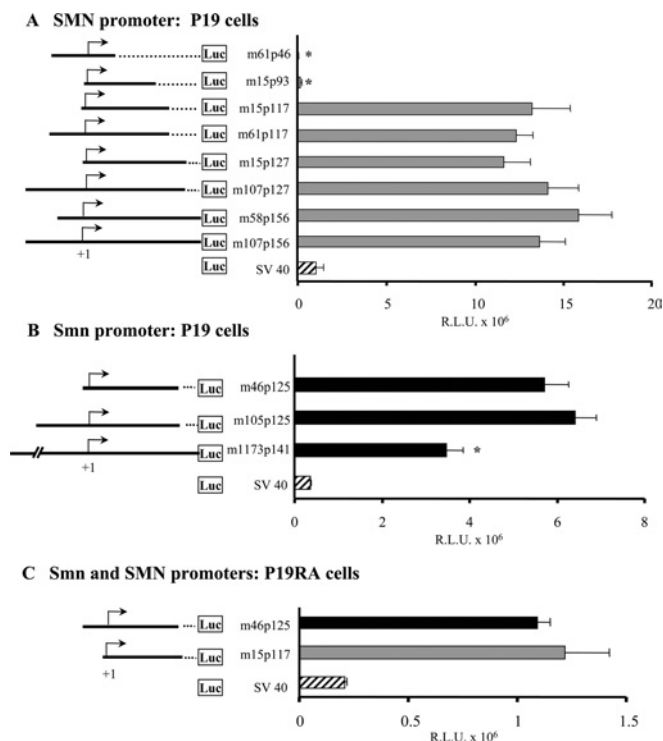 A SMN promoter: P19 cells
Luc m61p46 *
Luc m15p93 *
Luc m15p117
Luc m61p117
Luc m15p127
Luc m107p127
Luc m58p156
Luc m107p156
+1
Luc SV 40
0 5 10 15 20
R.L.U. x 10⁶
B Smn promoter: P19 cells
Luc m46p125
Luc m105p125
Luc m1173p141 *
+1
Luc SV 40
0 2 4 6 8
R.L.U. x 10⁶
C Smn and SMN promoters: P19RA cells
Luc m46p125
Luc m15p117
+1
Luc SV 40
0 0.5 1 1.5
R.L.U. x 10⁶